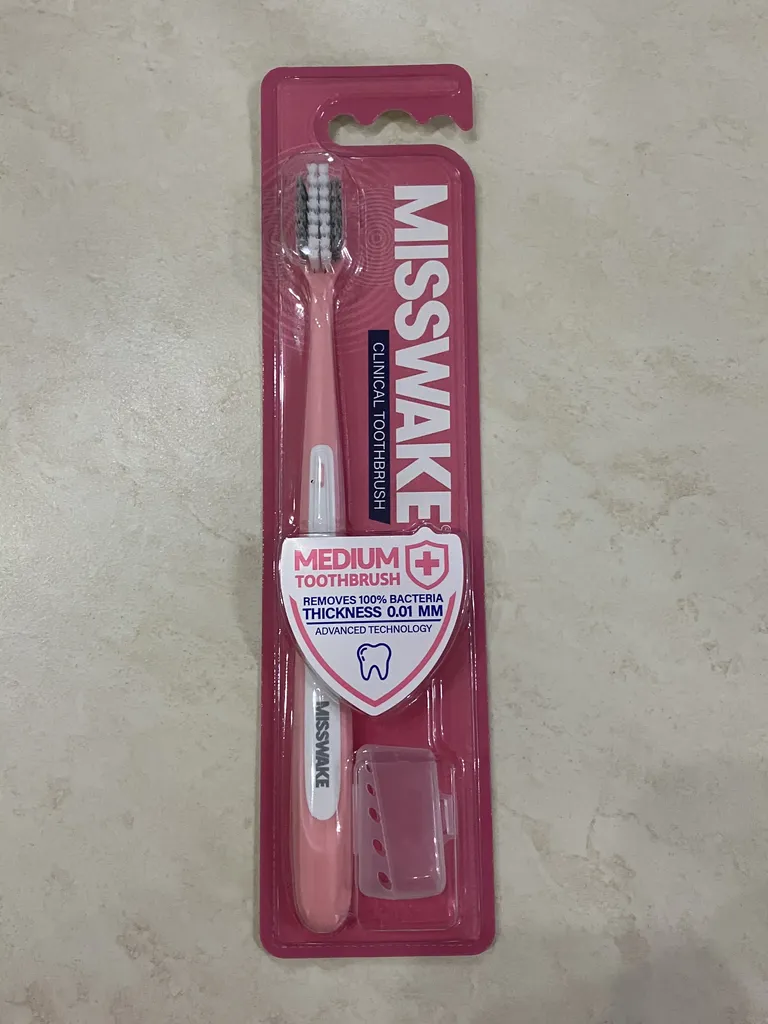 MISSWAKE
CLINICAL TOOTHBRUSH
MEDIUM
TOOTHBRUSH
REMOVES 100% BACTERIA
THICKNESS 0.01 MM
ADVANCED TECHNOLOGY
MISSWAKE